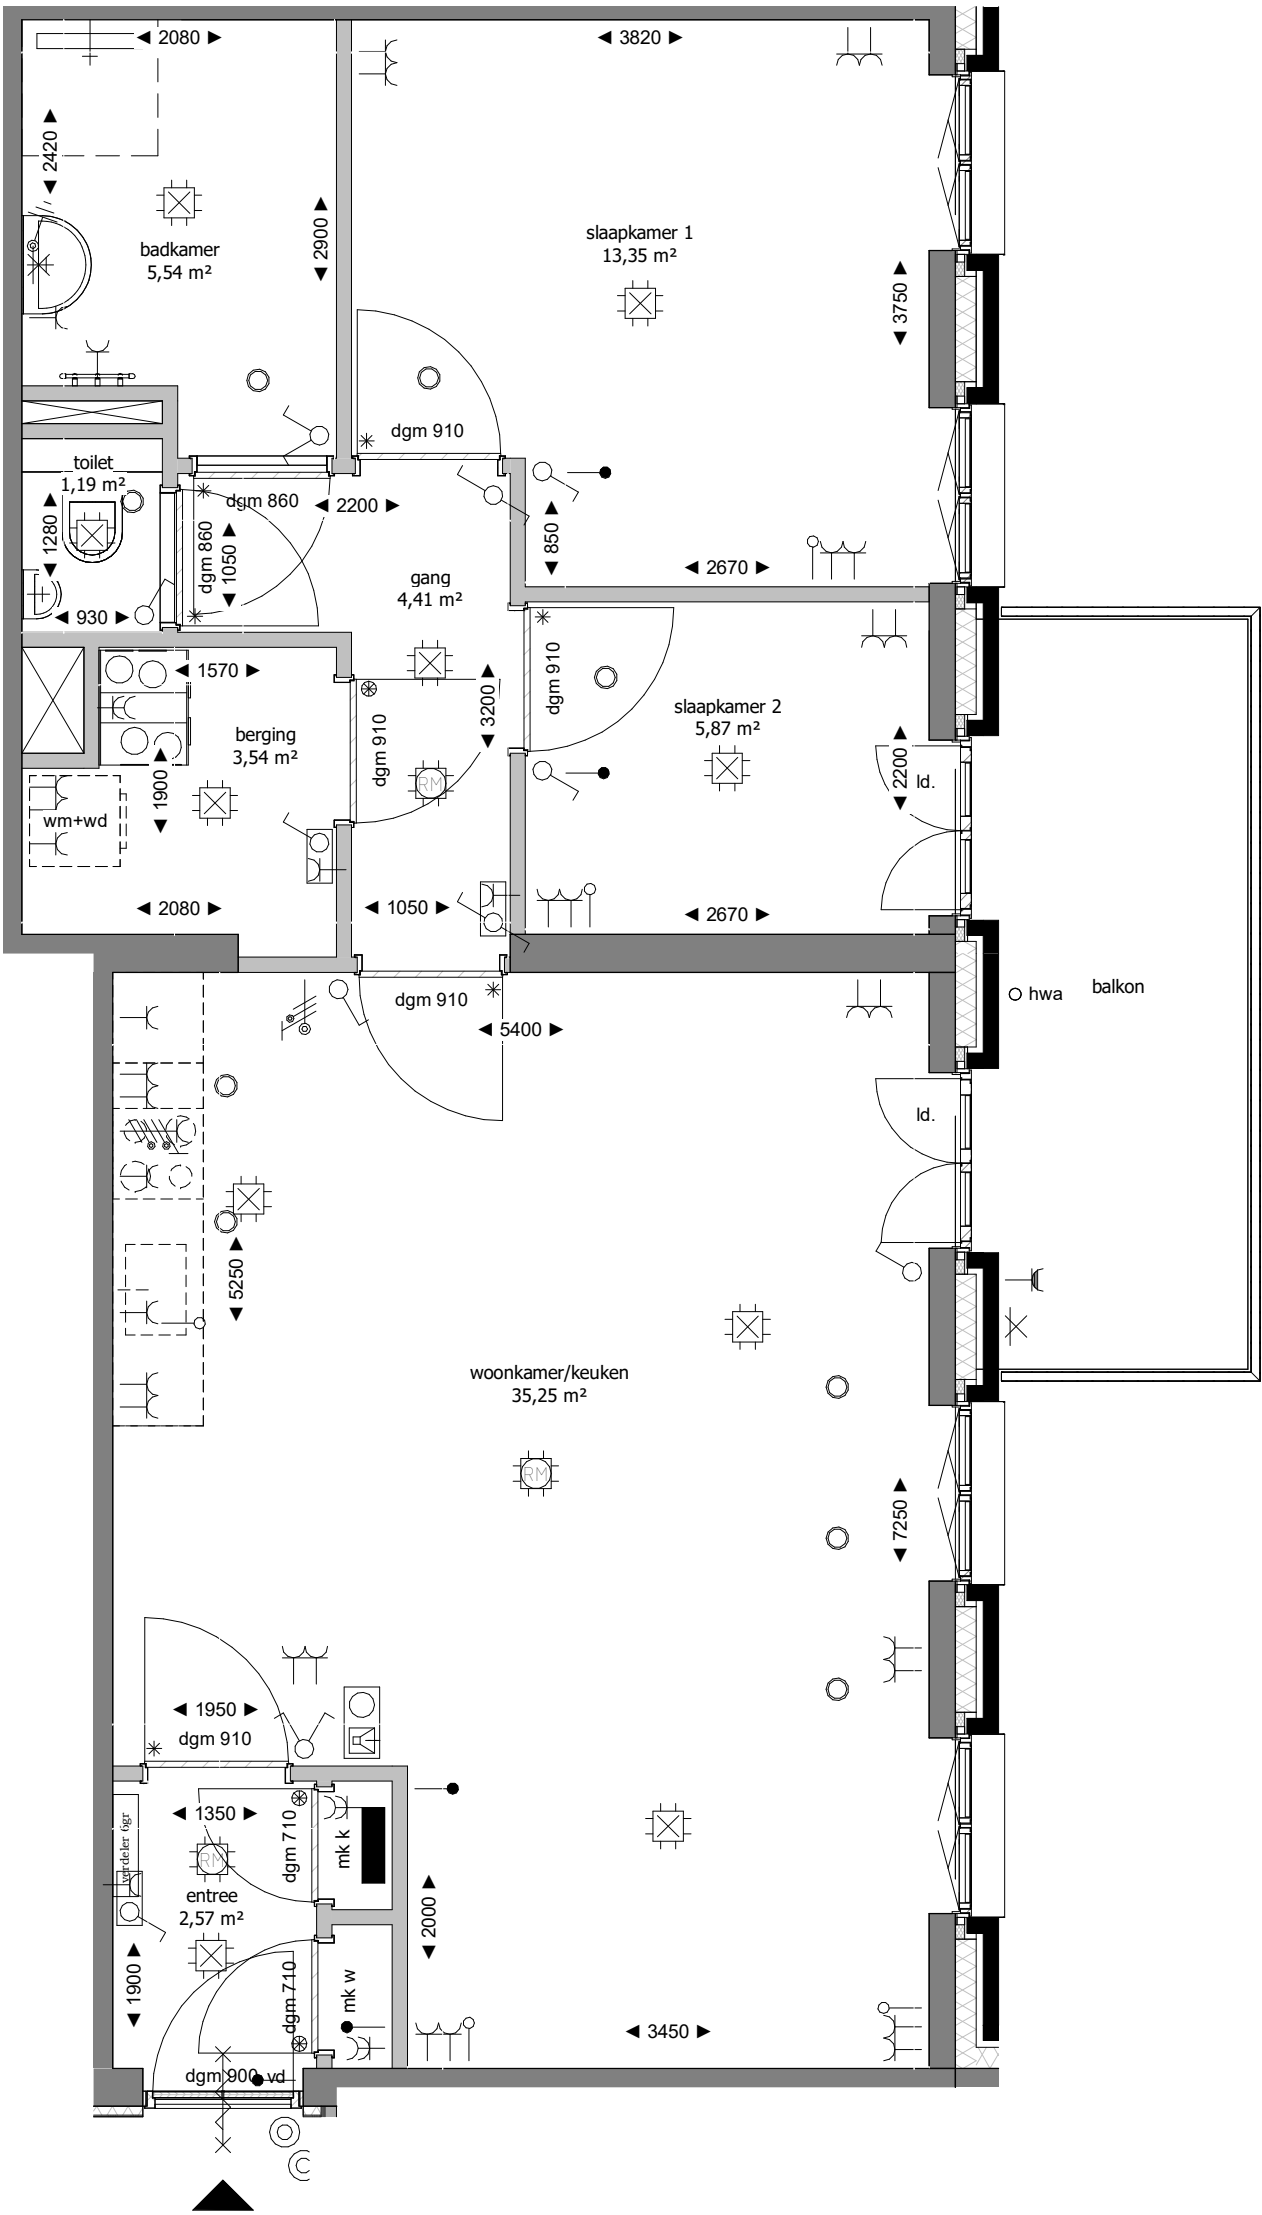 2080
3820
2420
2900
badkamer
5,54 m²
slaapkamer 1
13,35 m²
3750
dgm 910
toilet
1,19 m²
1280
930
dgm 860
dgm 860
1050
2200
850
2670
gang
4,41 m²
1570
berging
3,54 m²
1900
wm+wd
2080
dgm 910
3200
RM
1050
dgm 910
slaapkamer 2
5,87 m²
2200
ld.
2670
dgm 910
5400
hwa
balkon
ld.
5250
woonkamer/keuken
35,25 m²
RM
7250
1950
dgm 910
1350
verdeler 6gr
RM
dgm 710
mk k
entree
2,57 m²
2000
1900
dgm 710
mk w
3450
dgm 900 vd